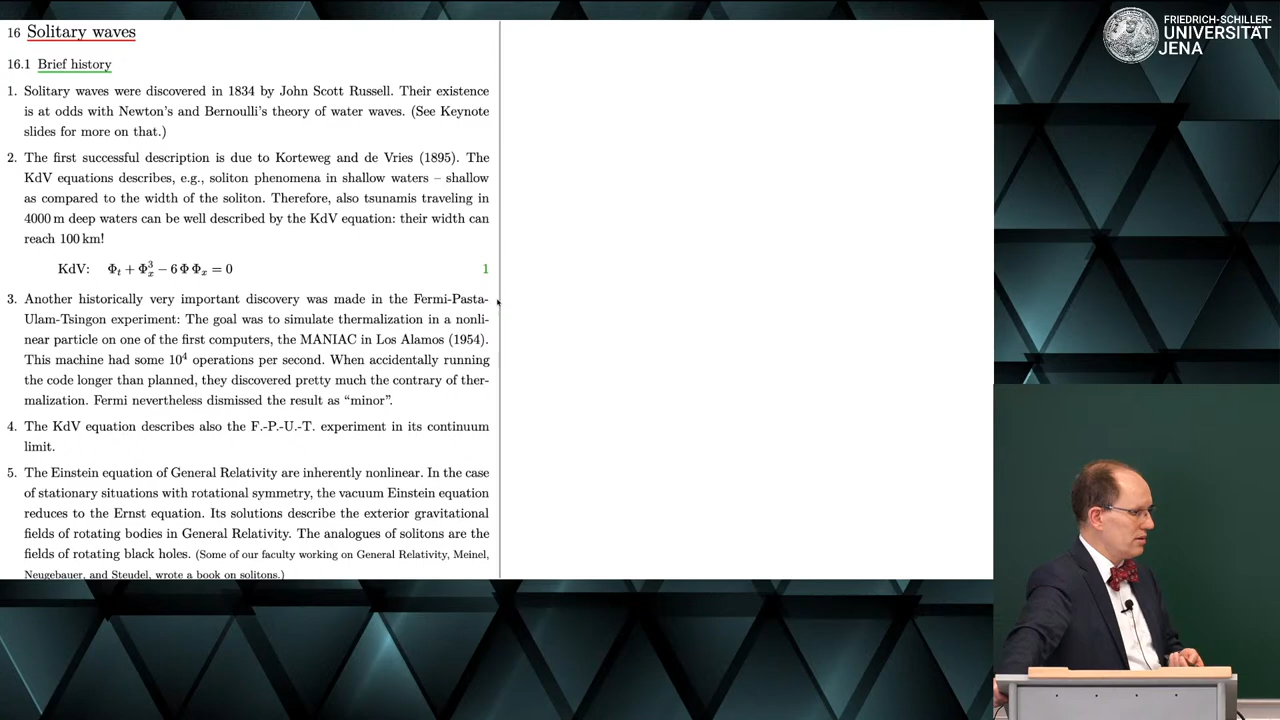 16 Solitary waves
16.1 Brief history
1. Solitary waves were discovered in 1834 by John Scott Russell. Their existence
is at odds with Newton's and Bernoulli's theory of water waves. (See Keynote
slides for more on that.)
2. The first successful description is due to Korteweg and de Vries (1895). The
KdV equations describes, e.g., soliton phenomena in shallow waters – shallow
as compared to the width of the soliton. Therefore, also tsunamis traveling in
4000 m deep waters can be well described by the KdV equation: their width can
reach 100 km!
KdV: Φₜ + Φ³ₓ − 6 Φ Φₓ = 0 1
3. Another historically very important discovery was made in the Fermi-Pasta-
Ulam-Tsingon experiment: The goal was to simulate thermalization in a nonli-
near particle on one of the first computers, the MANIAC in Los Alamos (1954).
This machine had some 10⁴ operations per second. When accidentally running
the code longer than planned, they discovered pretty much the contrary of ther-
malization. Fermi nevertheless dismissed the result as “minor”.
4. The KdV equation describes also the F.-P.-U.-T. experiment in its continuum
limit.
5. The Einstein equation of General Relativity are inherently nonlinear. In the case
of stationary situations with rotational symmetry, the vacuum Einstein equation
reduces to the Ernst equation. Its solutions describe the exterior gravitational
fields of rotating bodies in General Relativity. The analogues of solitons are the
fields of rotating black holes. (Some of our faculty working on General Relativity, Meinel,
Neugebauer, and Steudel, wrote a book on solitons.)
FRIEDRICH-SCHILLER-
UNIVERSITÄT
JENA